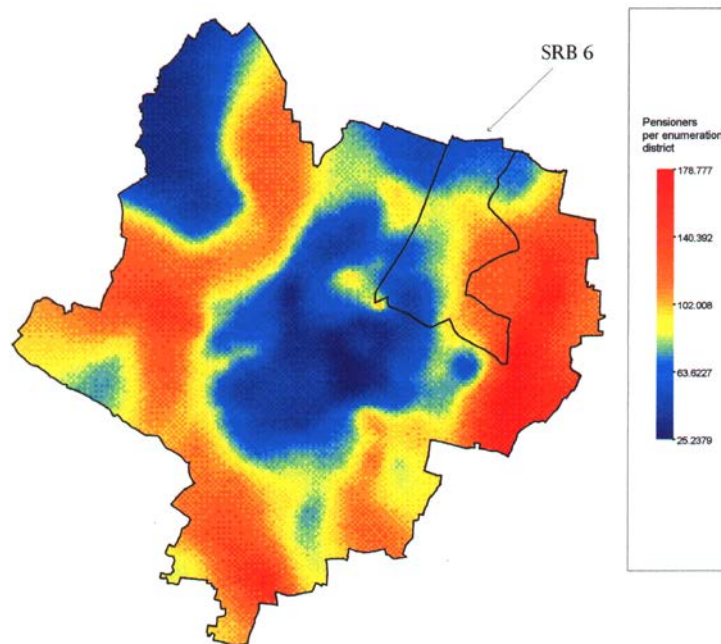 SRB 6
Pensioners
per enumeration
district
178.777
140.392
102.008
63.6227
25.2379